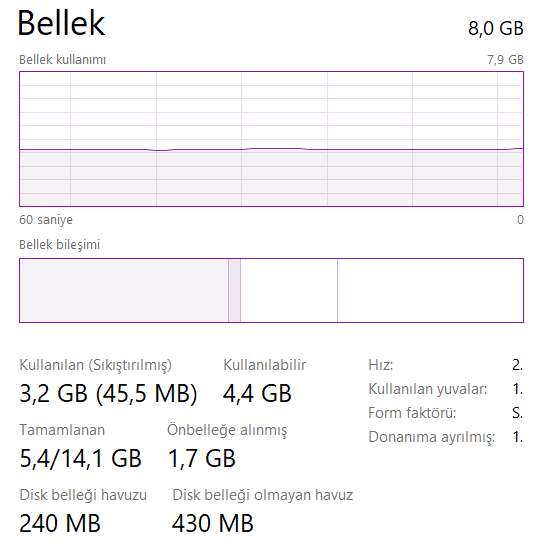 Bellek 8,0 GB
Bellek kullanımı 7,9 GB
60 saniye 0
Bellek bileşimi
Kullanılan (Sıkıştırılmış) Kullanılabilir
3,2 GB (45,5 MB) 4,4 GB
Tamamlanan Önbelleğe alınmış
5,4/14,1 GB 1,7 GB
Disk belleği havuzu Disk belleği olmayan havuz
240 MB 430 MB
Hız: 2.
Kullanılan yuvalar: 1.
Form faktörü: S.
Donanıma ayrılmış: 1.